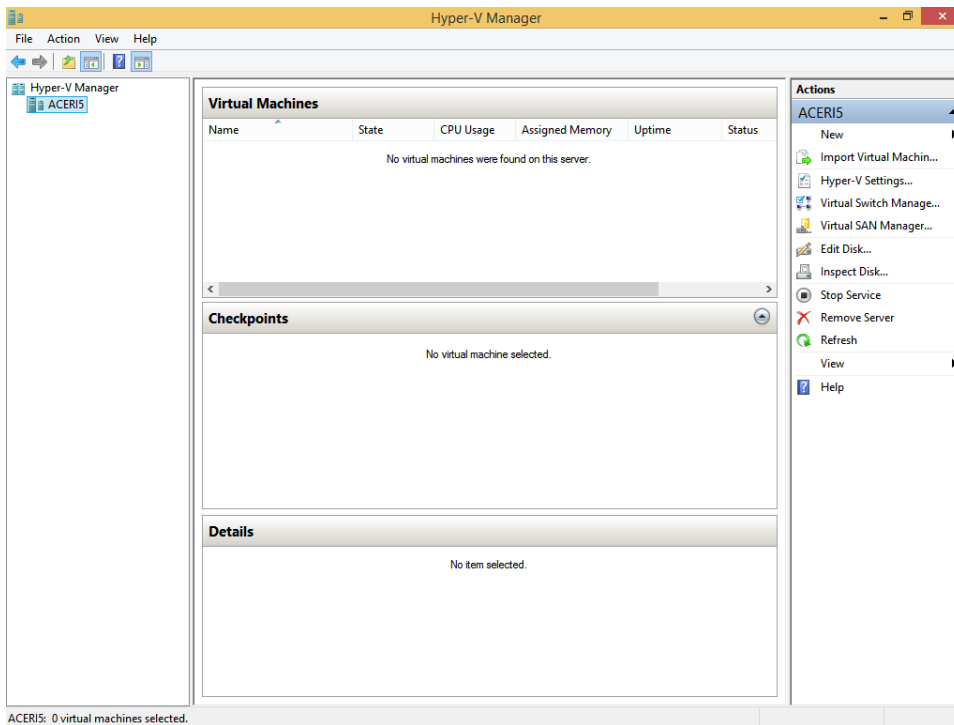 Hyper-V Manager
File Action View Help
Hyper-V Manager
ACERI5
Virtual Machines
Name State CPU Usage Assigned Memory Uptime Status
No virtual machines were found on this server.
Checkpoints
No virtual machine selected.
Details
No item selected.
Actions
ACERI5
New
Import Virtual Machin...
Hyper-V Settings...
Virtual Switch Manage...
Virtual SAN Manager...
Edit Disk...
Inspect Disk...
Stop Service
Remove Server
Refresh
View
Help
ACERI5: 0 virtual machines selected.